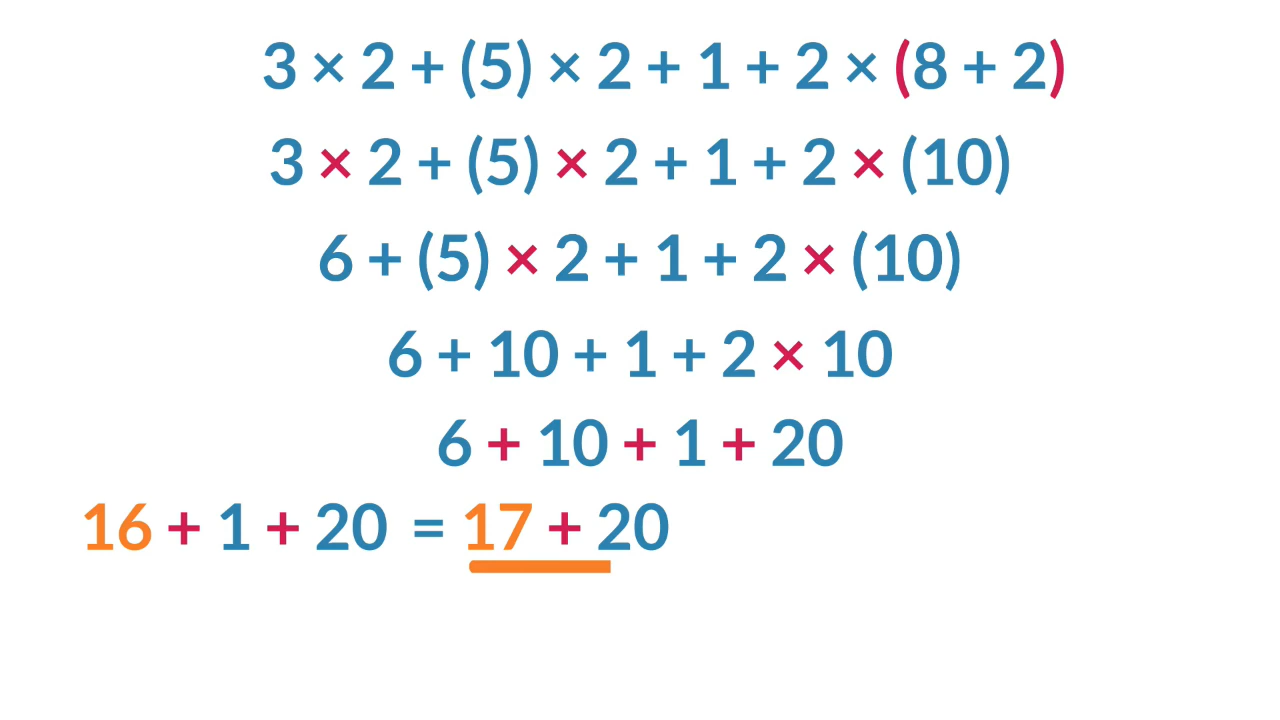 3 × 2 + (5) × 2 + 1 + 2 × (8 + 2)
3 × 2 + (5) × 2 + 1 + 2 × (10)
6 + (5) × 2 + 1 + 2 × (10)
6 + 10 + 1 + 2 × 10
6 + 10 + 1 + 20
16 + 1 + 20 = 17 + 20